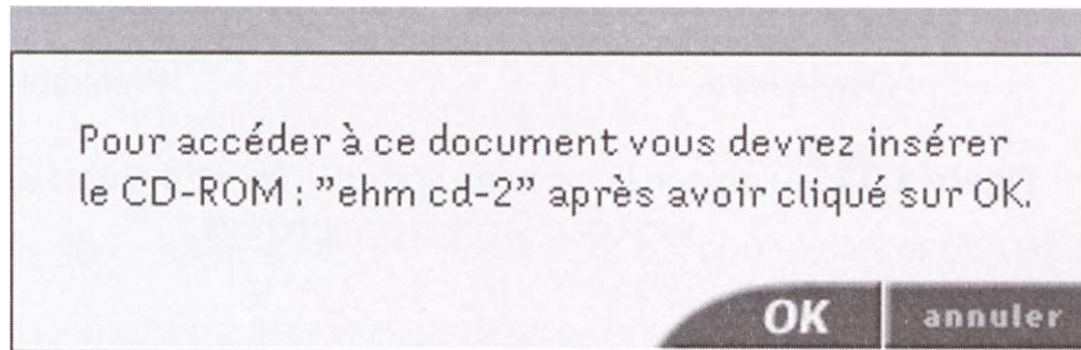 Pour accéder à ce document vous devrez insérer
le CD-ROM : ”ehm cd-2” après avoir cliqué sur OK.
OK annuler